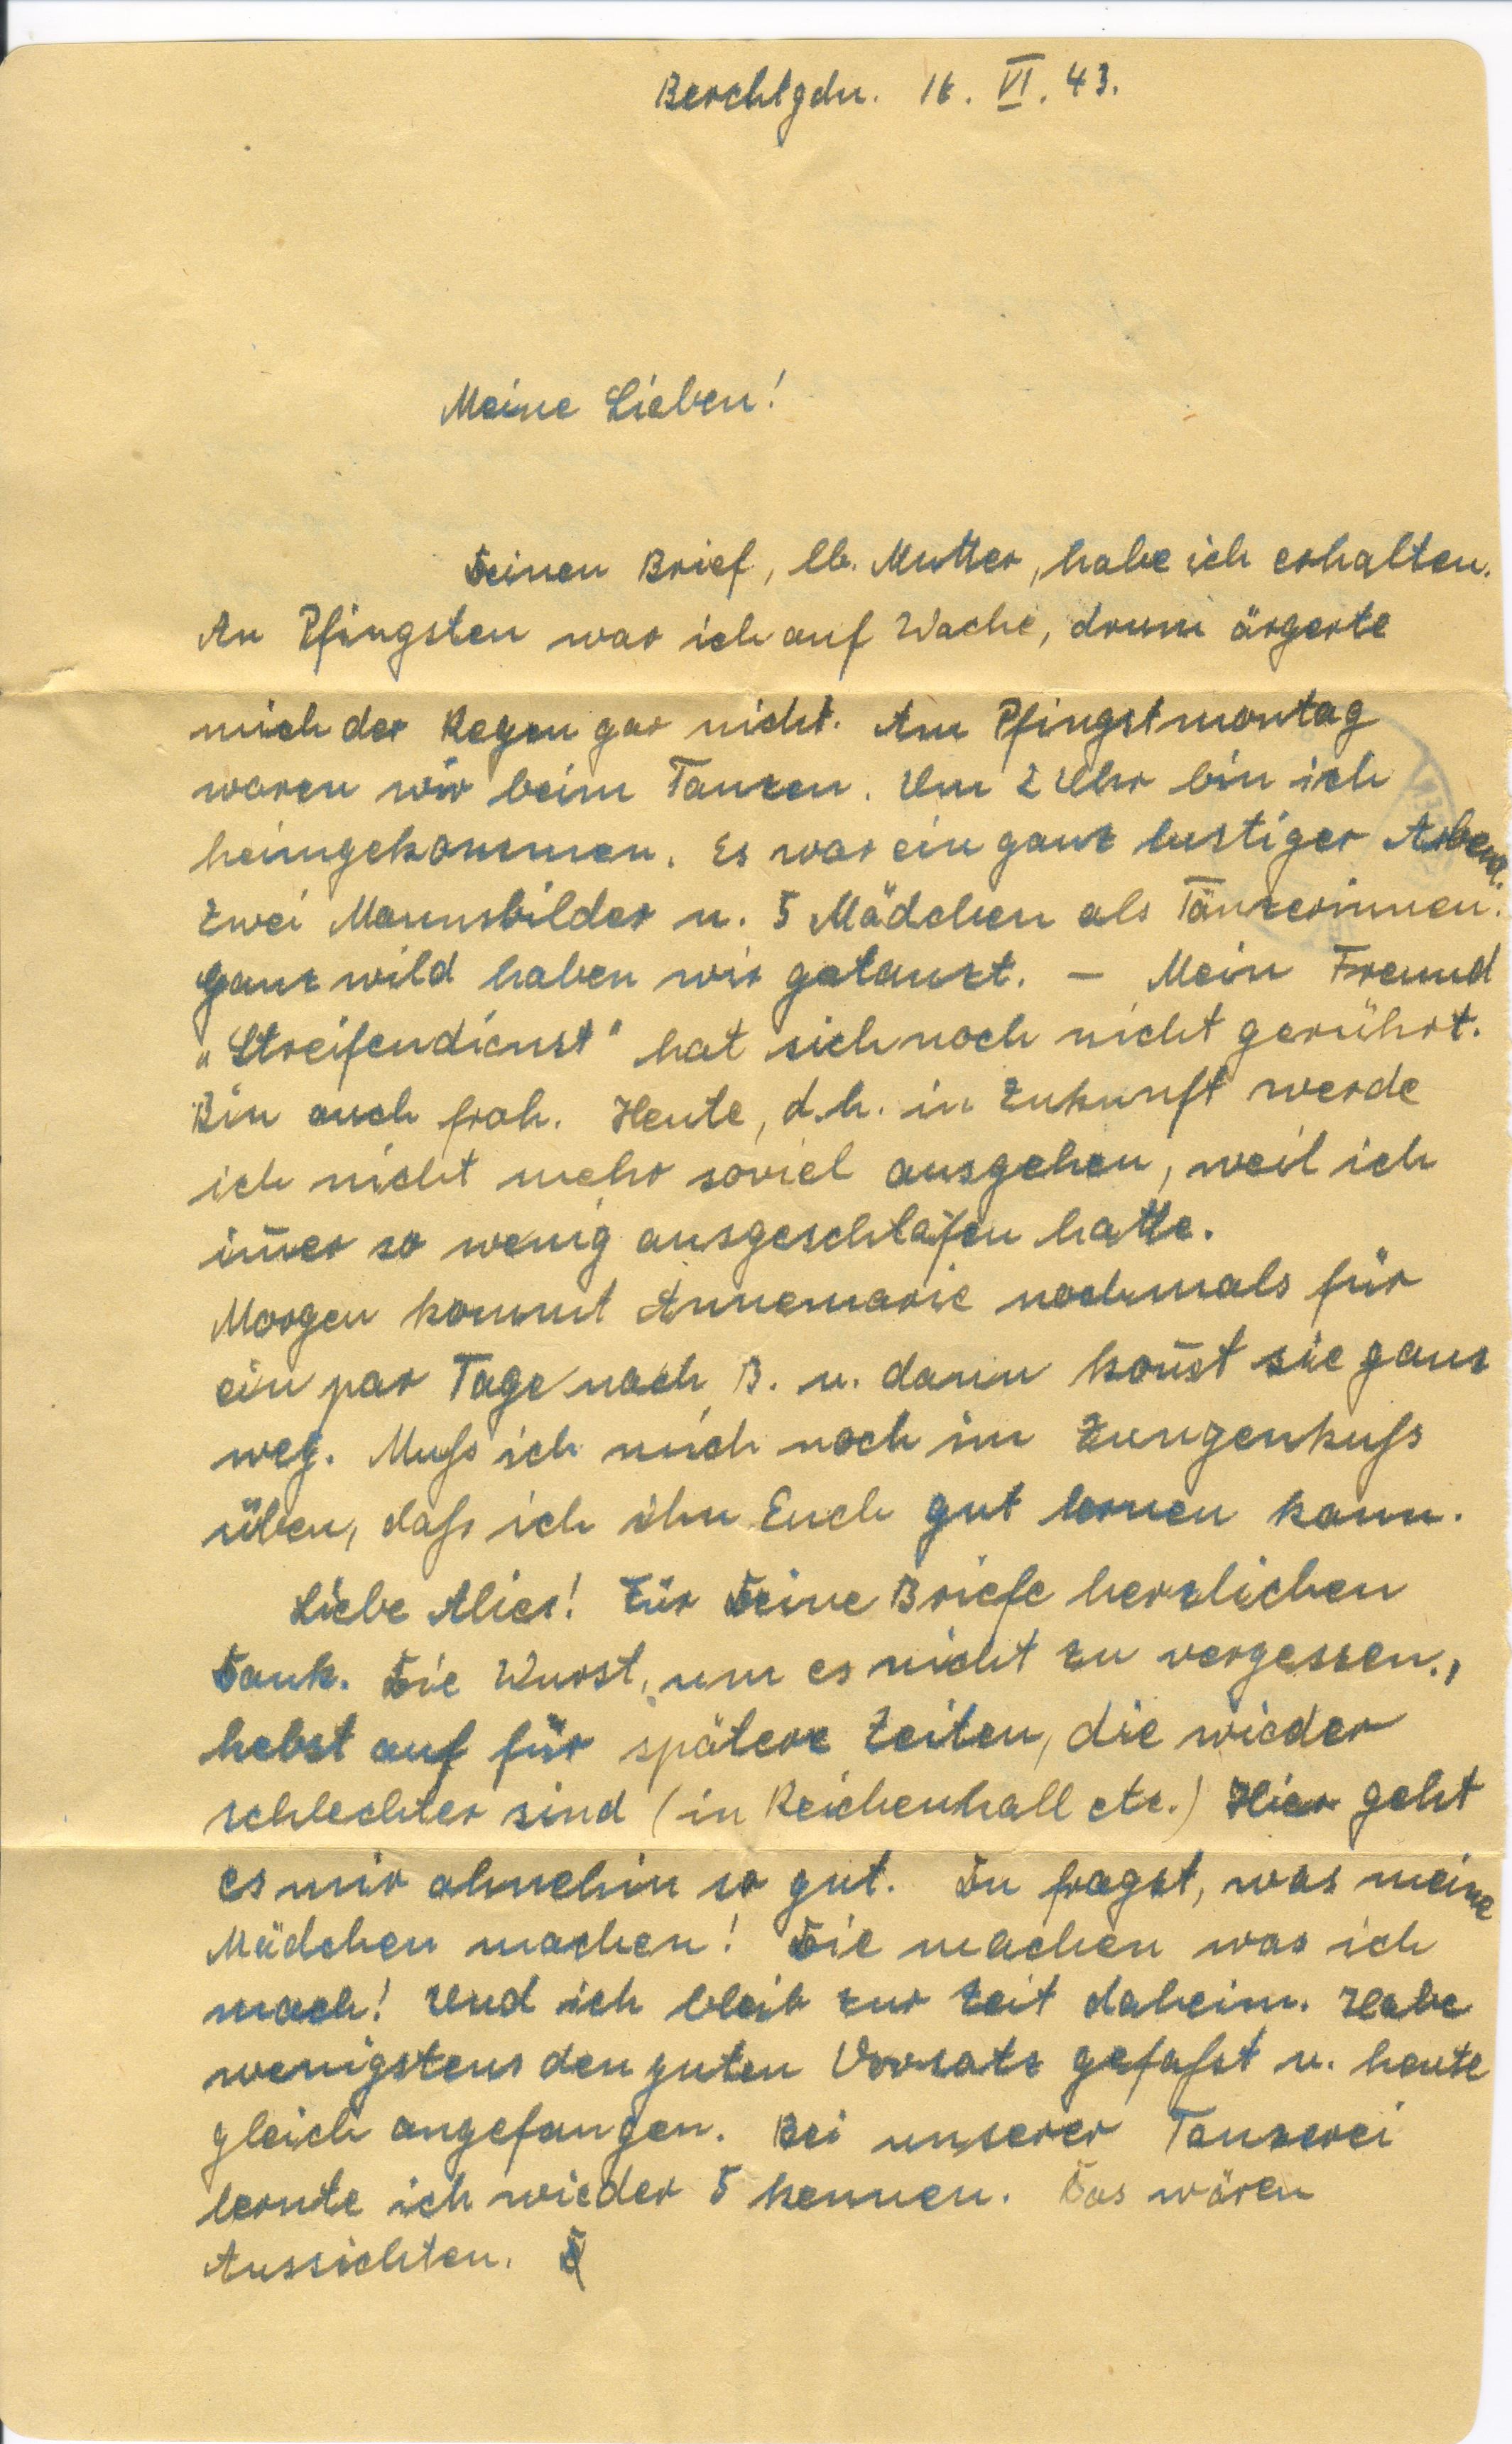 Berchtgdn. 16. VI. 43.
Meine Lieben!
Deinen Brief, lb. Mutter, habe ich erhalten.
An Pfingsten war ich auf Wache, drum ärgerte
mich der Regen gar nicht. Am Pfingstmontag
waren wir beim Tanzen. Um 2 Uhr bin ich
heimgekommen. Es war ein ganz lustiger Abend.
Zwei Mannsbilder u. 5 Mädchen als Tänzerinnen.
Ganz wild haben wir getanzt. – Mein Freund
„Streifendienst" hat sich noch nicht gerührt.
Bin auch froh. Heute, d.h. in Zukunft werde
ich nicht mehr soviel ausgehen, weil ich
im̄er so wenig ausgeschlafen hatte.
Morgen kommt Annemarie nochmals für
ein par Tage nach B. u. dann kom̄t sie ganz
weg. Muß ich mich noch im Zungenkuß
üben, daß ich ihn Euch gut lernen kann.
Liebe Alies! Für Deine Briefe herzlichen
Dank. Die Wurst, um es nicht zu vergessen,
hebst auf für spätere Zeiten, die wieder
schlechter sind (in Reichenhall etc.) Hier geht
es mir ohnehin so gut. Du fragst, was meine
Mädchen machen! Die machen was ich
mach! Und ich bleib zur Zeit daheim. Habe
wenigstens den guten Vorsatz gefaßt u. heute
gleich angefangen. Bei unserer Tanzerei
lernte ich wieder 5 kennen. Das wären
Aussichten.